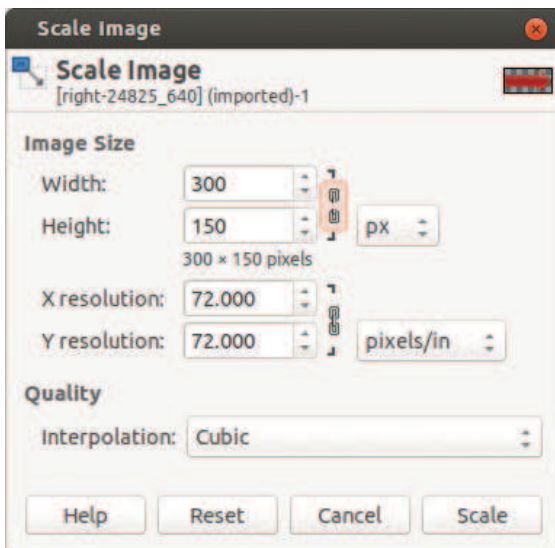 Scale Image
Scale Image
[right-24825_640] (imported)-1
Image Size
Width: 300
Height: 150 px
300 × 150 pixels
X resolution: 72.000
Y resolution: 72.000 pixels/in
Quality
Interpolation: Cubic
Help Reset Cancel Scale